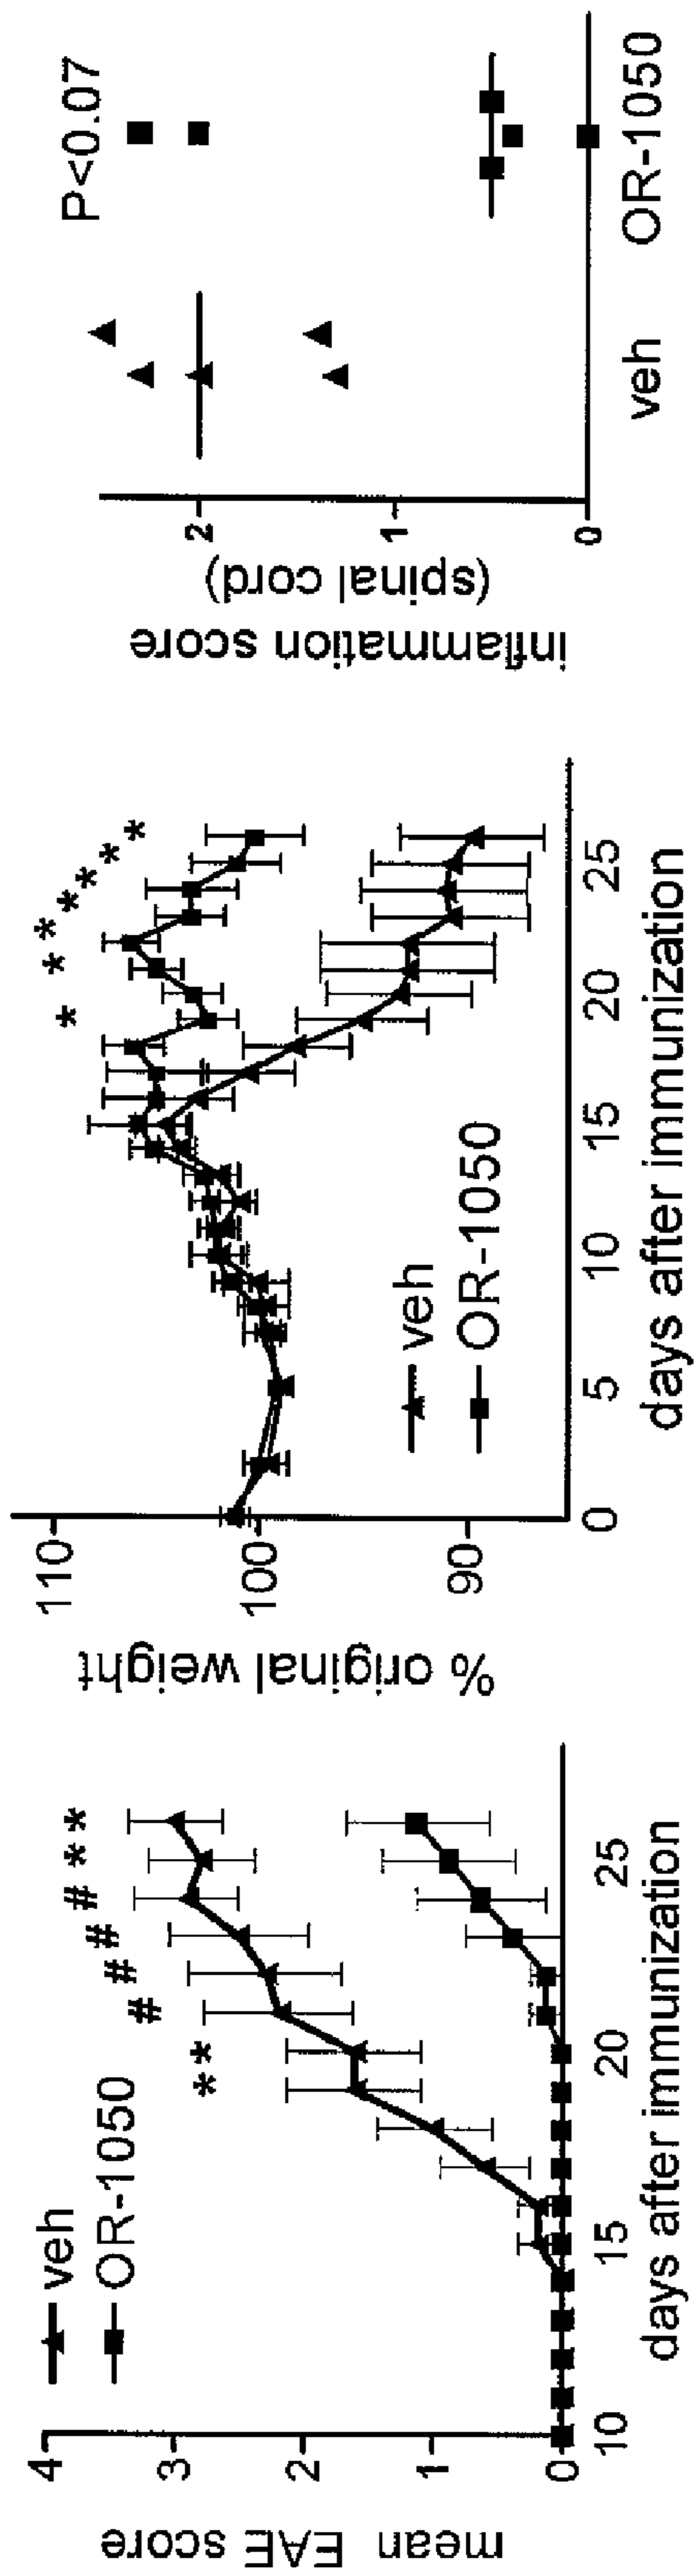 mean EAE score
4
3
2
1
0
veh
OR-1050
* *
# # # #
* *
10
15
20
25
days after immunization
% original weight
110
100
90
veh
OR-1050
* * * * * * *
0
5
10
15
20
25
days after immunization
inflammation score
(spinal cord)
2
1
0
P<0.07
veh
OR-1050